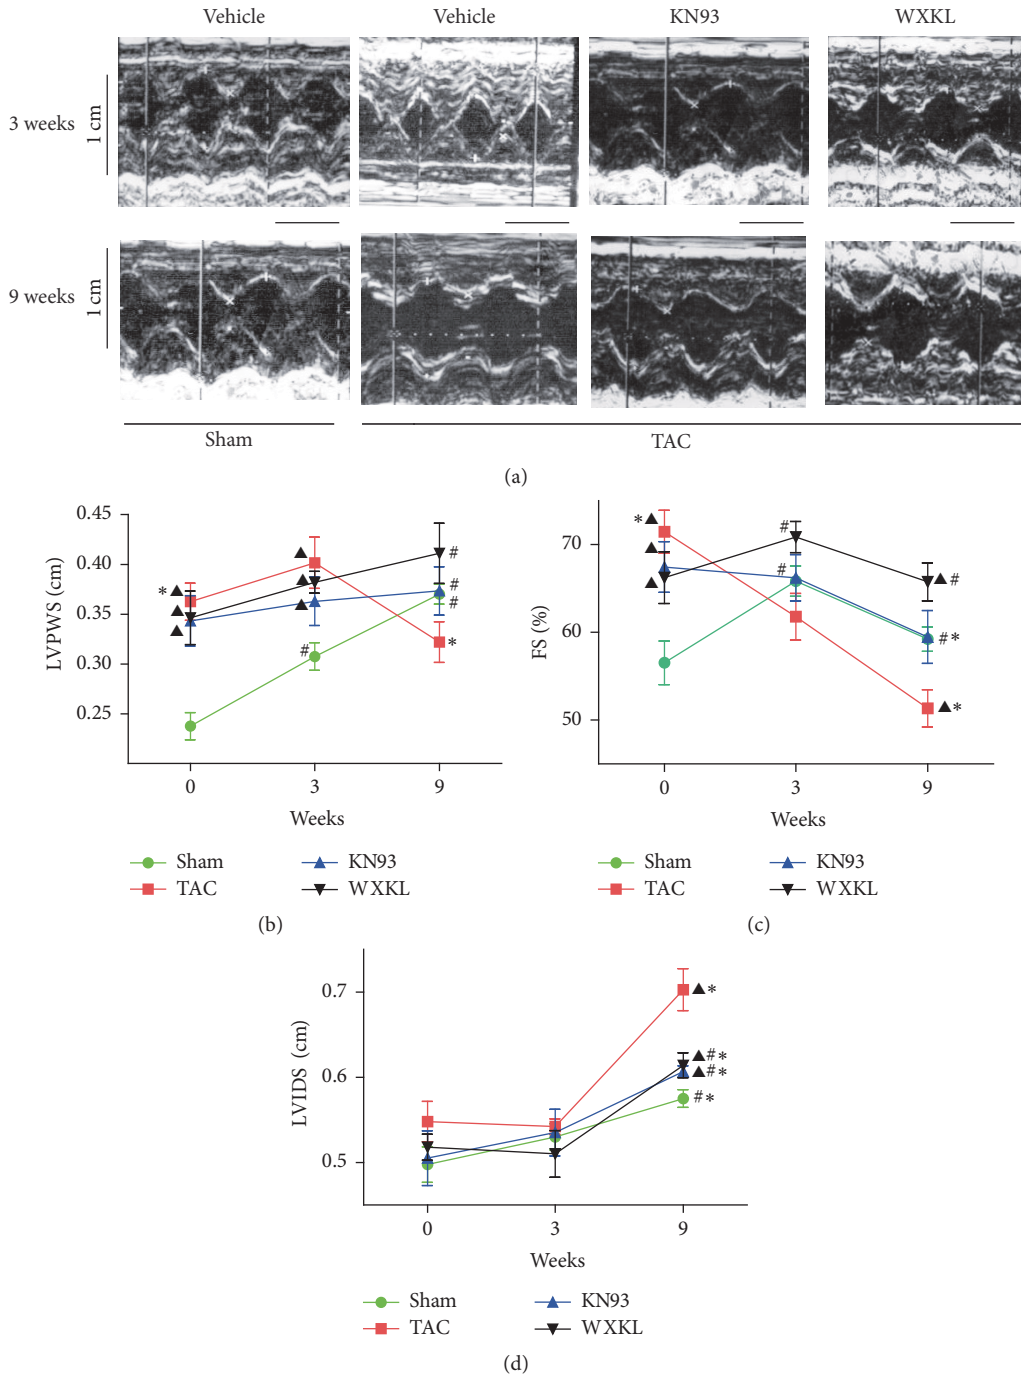 Vehicle Vehicle KN93 WXKL
3 weeks
1 cm
9 weeks
1 cm
Sham TAC
(a)
LVPWS (cm)
0.45
0.40
0.35
0.30
0.25
* ▲ ▲ ▲ # ▲ ▲ ▲ # # # *
0 3 9
Weeks
Sham KN93
TAC WXKL
(b)
FS (%)
70
60
50
* ▲ ▲ ▲ # # ▲ # # * ▲ *
0 3 9
Weeks
Sham KN93
TAC WXKL
(c)
LVIDS (cm)
0.7
0.6
0.5
▲ *
▲ # *
▲ # *
# *
0 3 9
Weeks
Sham KN93
TAC WXKL
(d)